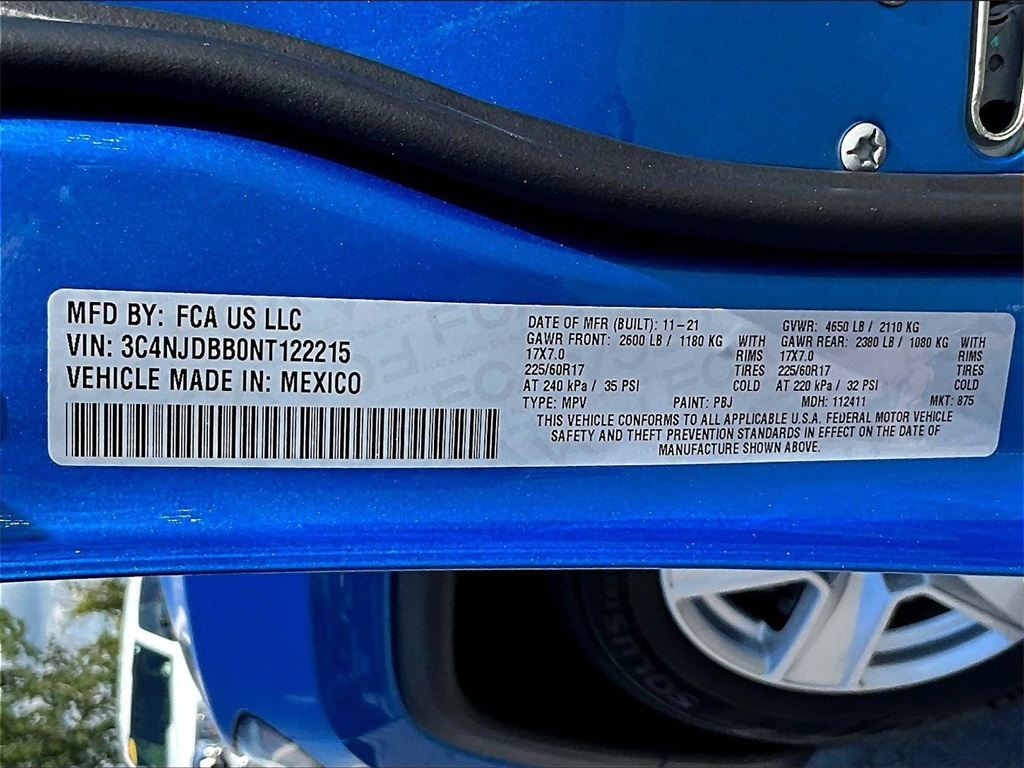 MFD BY: FCA US LLC
VIN: 3C4NJDBB0NT122215
VEHICLE MADE IN: MEXICO
DATE OF MFR (BUILT): 11-21
GAWR FRONT: 2600 LB / 1180 KG WITH
17X7.0 RIMS
225/60R17 TIRES
AT 240 kPa / 35 PSI COLD
TYPE: MPV PAINT: PBJ
GVWR: 4650 LB / 2110 KG
GAWR REAR: 2380 LB / 1080 KG WITH
17X7.0 RIMS
225/60R17 TIRES
AT 220 kPa / 32 PSI COLD
MDH: 112411 MKT: 875
THIS VEHICLE CONFORMS TO ALL APPLICABLE U.S.A. FEDERAL MOTOR VEHICLE
SAFETY AND THEFT PREVENTION STANDARDS IN EFFECT ON THE DATE OF
MANUFACTURE SHOWN ABOVE.